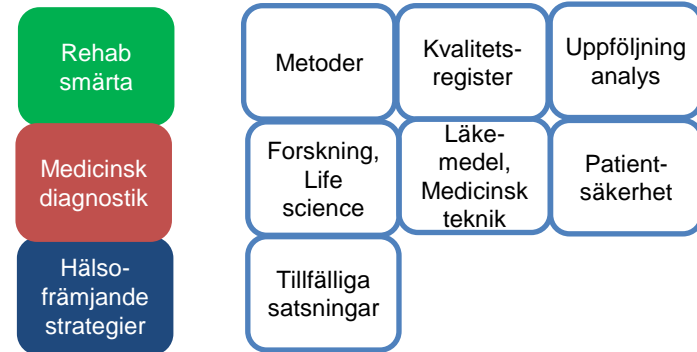 Rehab
smärta
Metoder
Kvalitets-
register
Uppföljning
analys
Medicinsk
diagnostik
Forskning,
Life
science
Läke-
medel,
Medicinsk
teknik
Patient-
säkerhet
Hälso-
främjande
strategier
Tillfälliga
satsningar